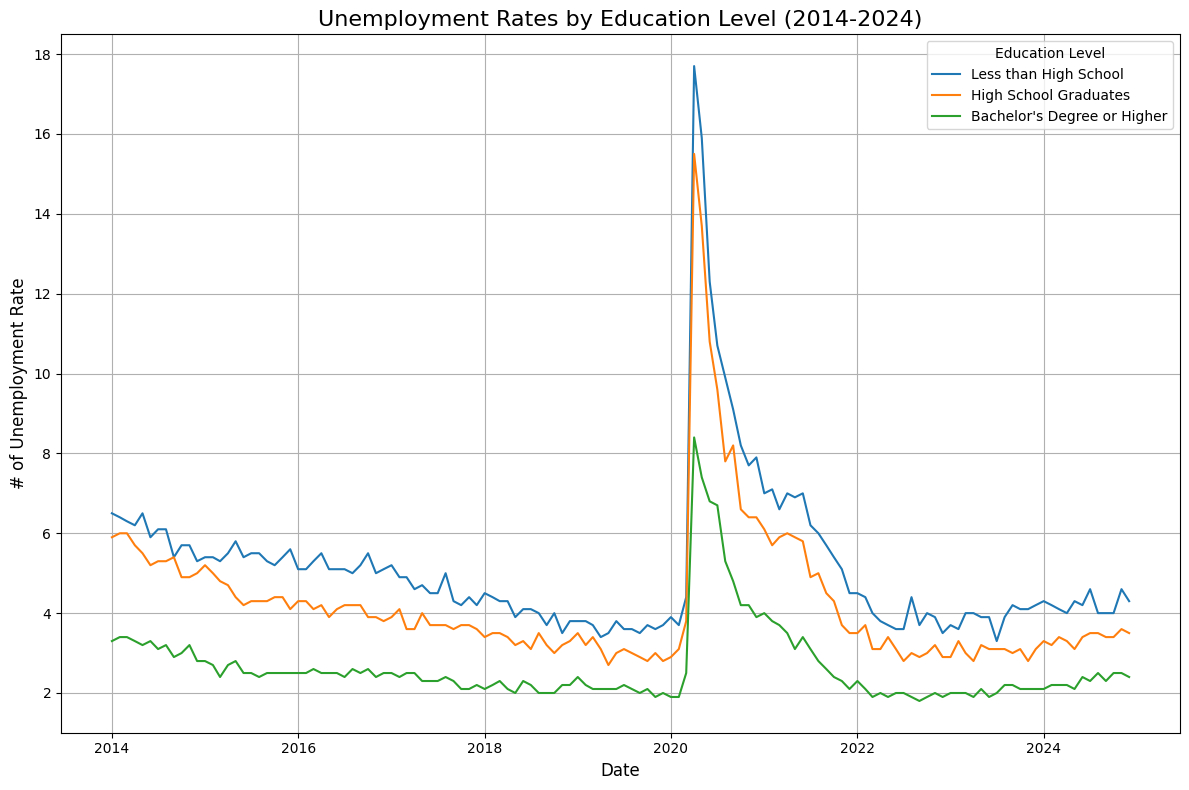 Unemployment Rates by Education Level (2014-2024)
Education Level
Less than High School
High School Graduates
Bachelor's Degree or Higher
# of Unemployment Rate
18
16
14
12
10
8
6
4
2
2014
2016
2018
2020
2022
2024
Date